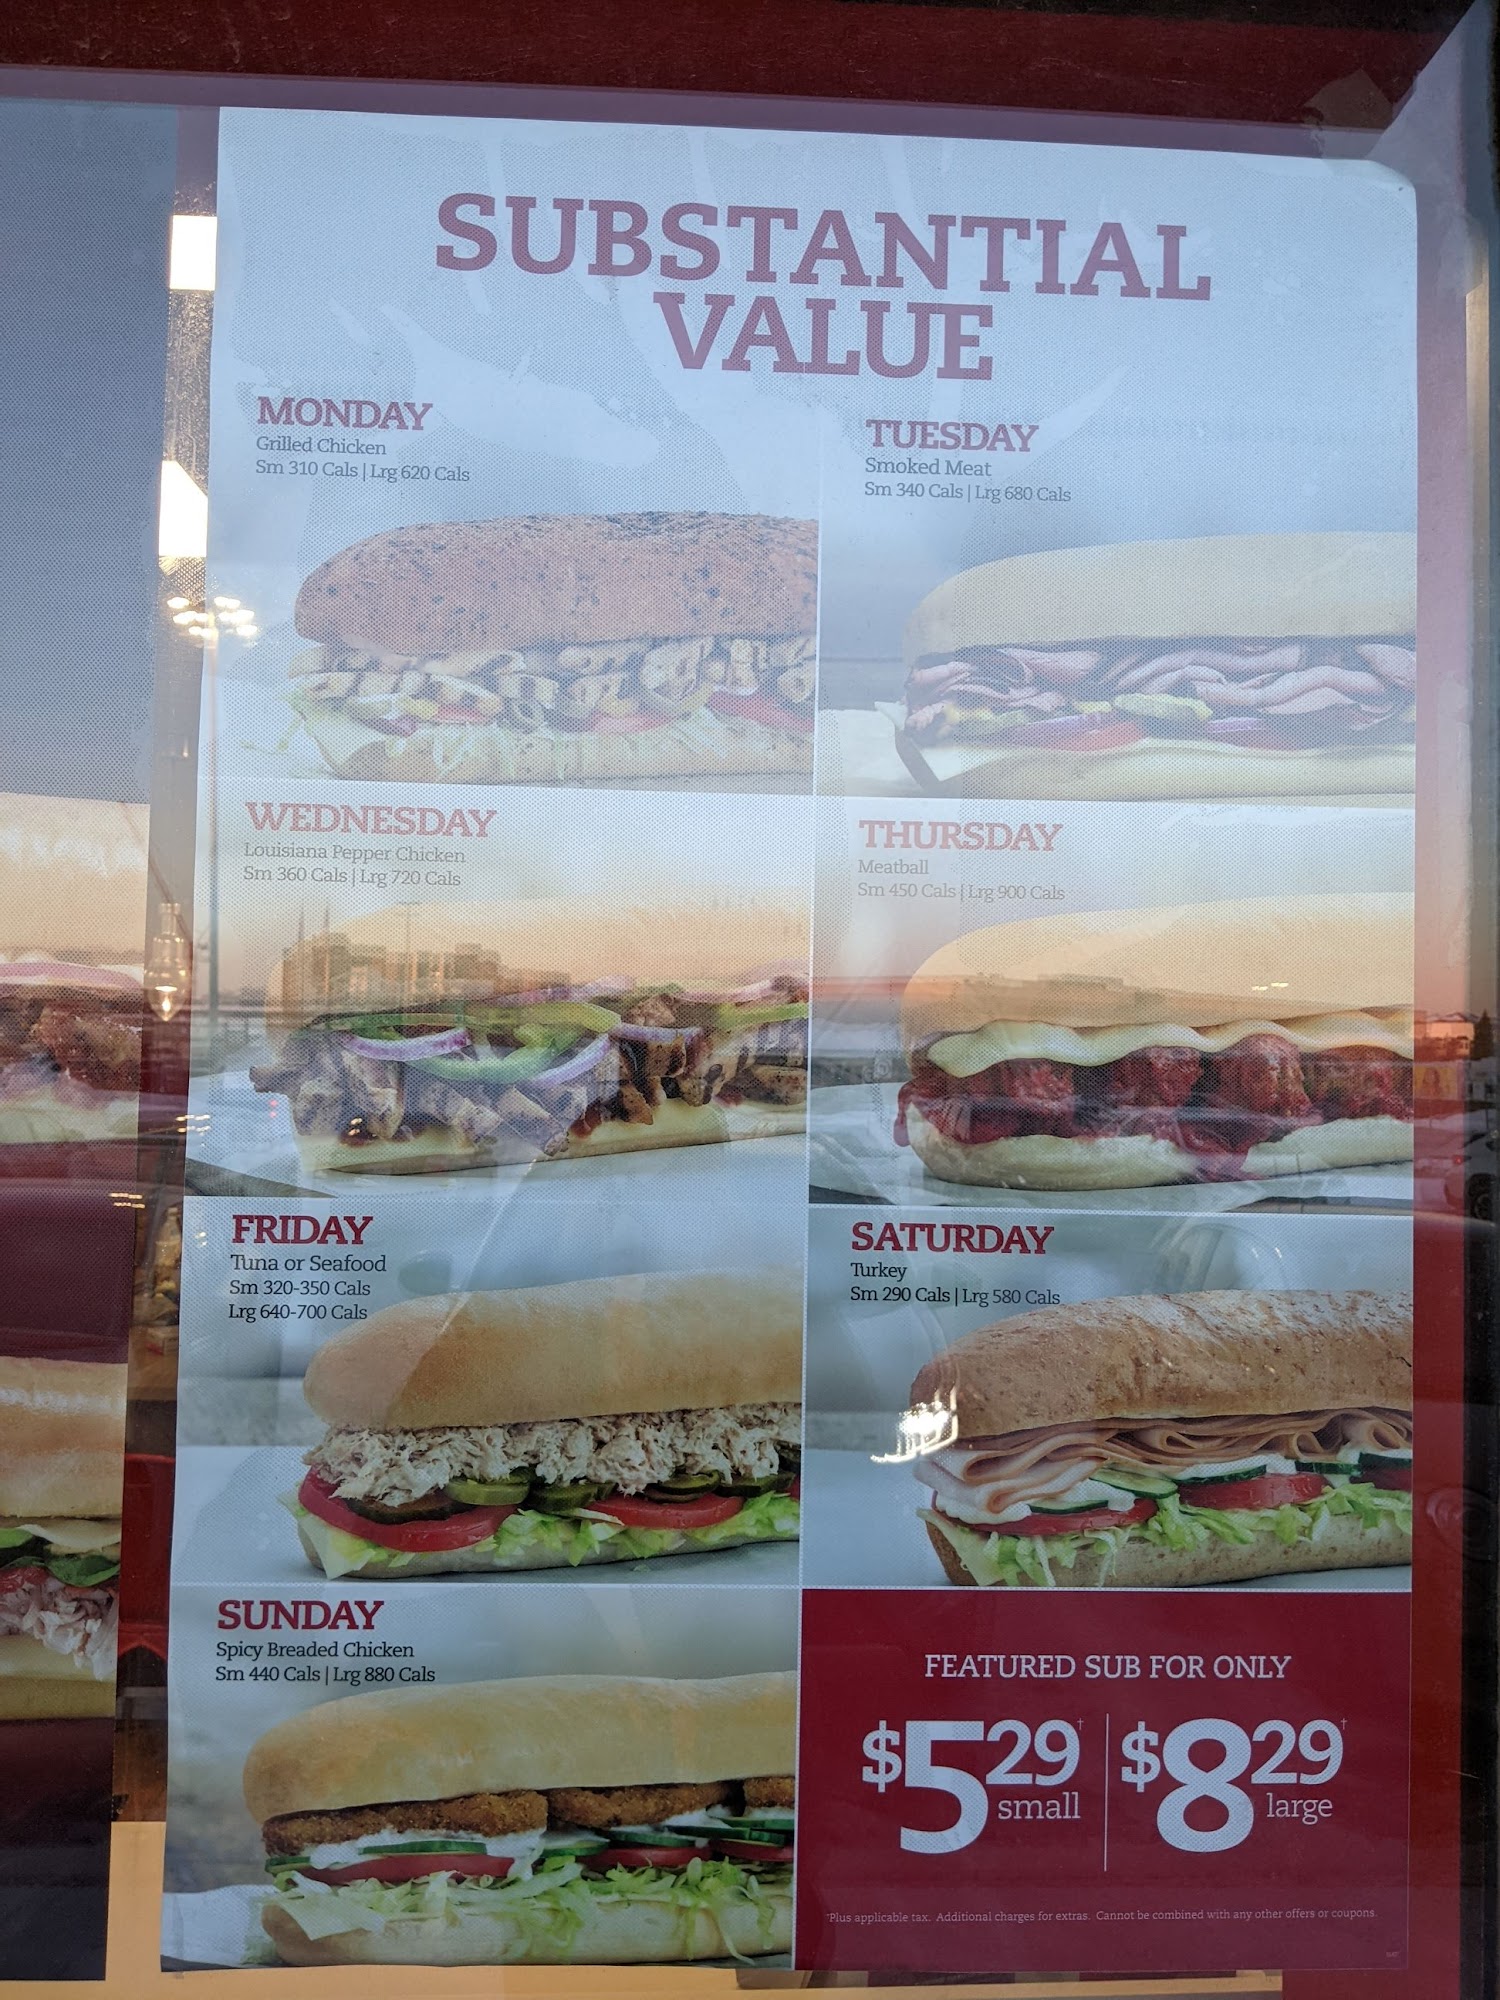 SUBSTANTIAL
VALUE
MONDAY
Grilled Chicken
Sm 310 Cals | Lrg 620 Cals
TUESDAY
Smoked Meat
Sm 340 Cals | Lrg 680 Cals
WEDNESDAY
Louisiana Pepper Chicken
Sm 360 Cals | Lrg 720 Cals
THURSDAY
Meatball
Sm 450 Cals | Lrg 900 Cals
FRIDAY
Tuna or Seafood
Sm 320-350 Cals
Lrg 640-700 Cals
SATURDAY
Turkey
Sm 290 Cals | Lrg 580 Cals
SUNDAY
Spicy Breaded Chicken
Sm 440 Cals | Lrg 880 Cals
FEATURED SUB FOR ONLY
$5 29† small
$8 29† large
†Plus applicable tax. Additional charges for extras. Cannot be combined with any other offers or coupons.